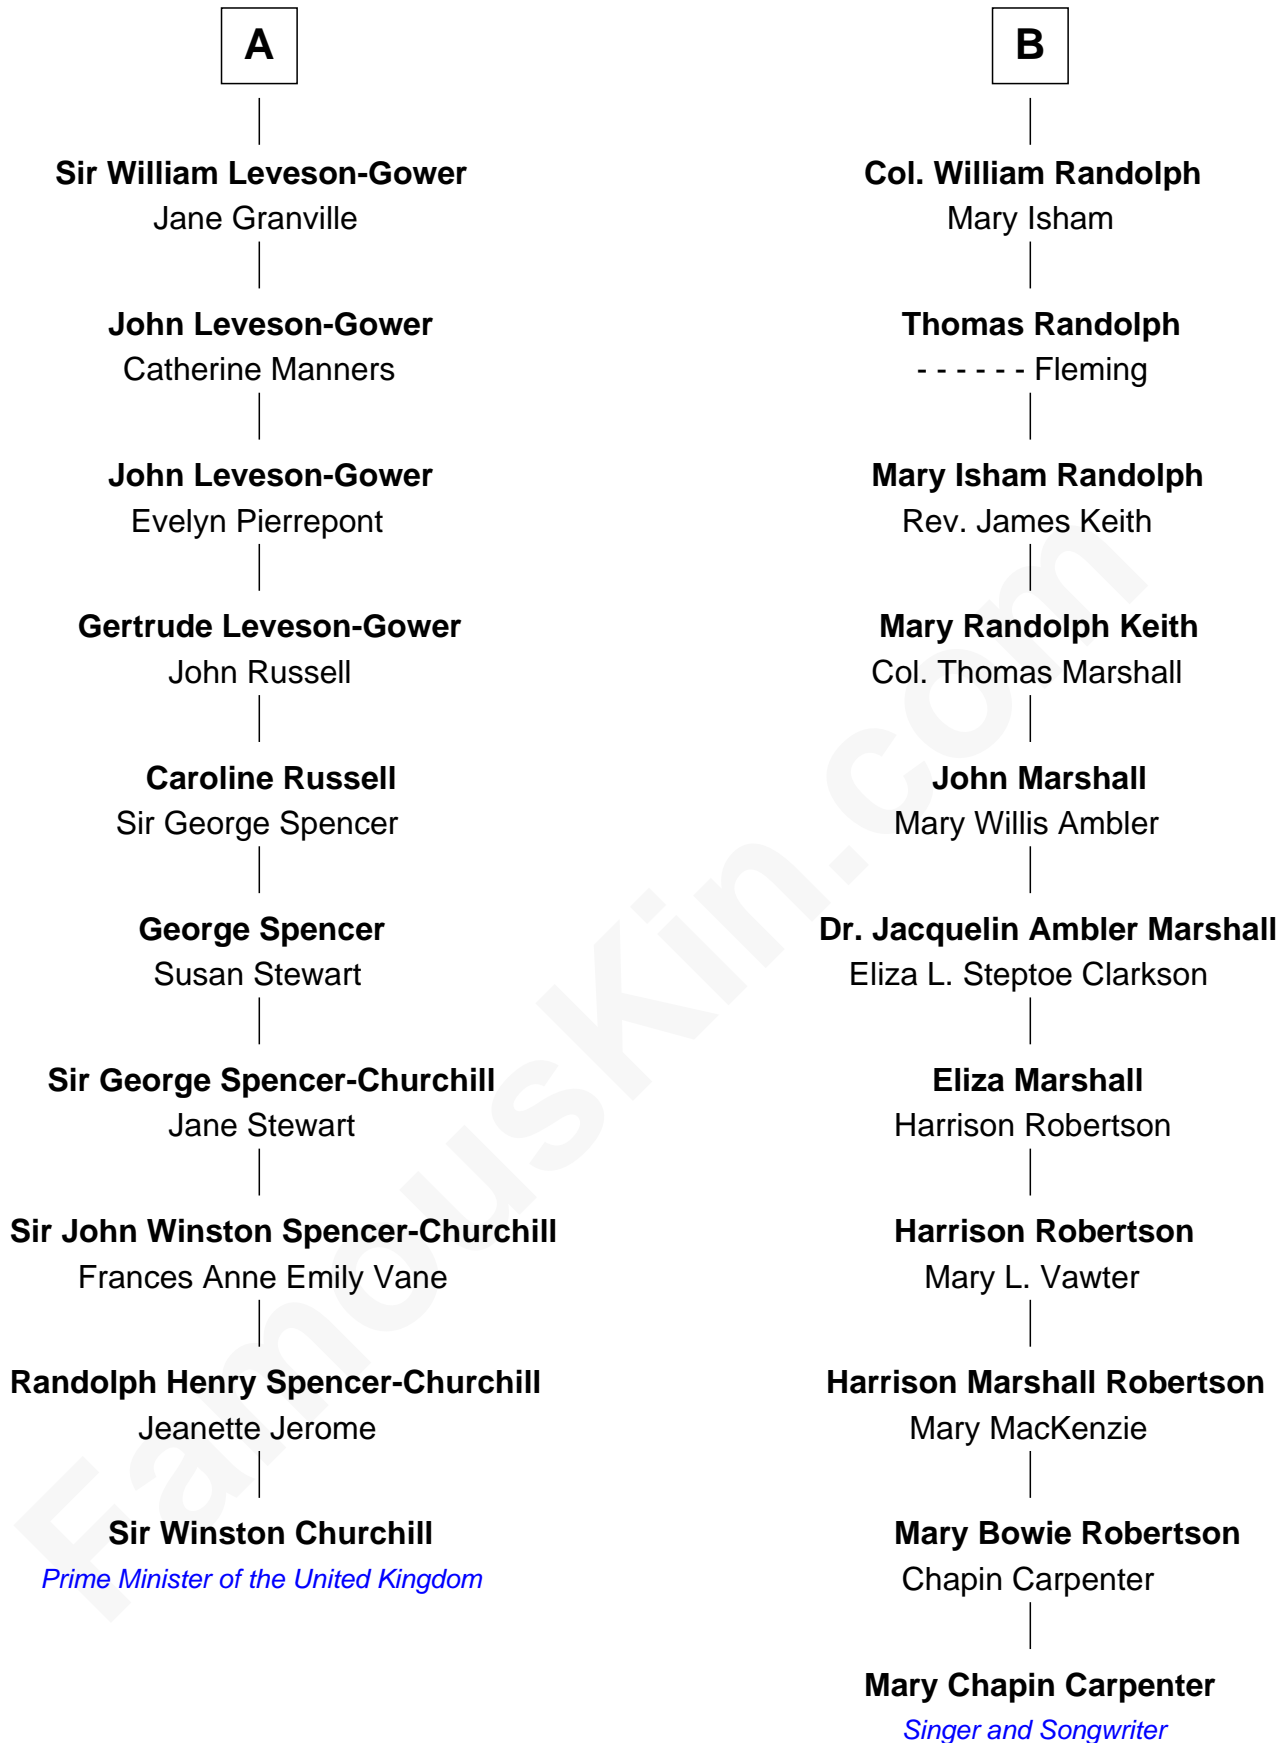 A
Sir William Leveson-Gower
Jane Granville
John Leveson-Gower
Catherine Manners
John Leveson-Gower
Evelyn Pierrepont
Gertrude Leveson-Gower
John Russell
Caroline Russell
Sir George Spencer
George Spencer
Susan Stewart
Sir George Spencer-Churchill
Jane Stewart
Sir John Winston Spencer-Churchill
Frances Anne Emily Vane
Randolph Henry Spencer-Churchill
Jeanette Jerome
Sir Winston Churchill
Prime Minister of the United Kingdom
B
Col. William Randolph
Mary Isham
Thomas Randolph
- - - - - - Fleming
Mary Isham Randolph
Rev. James Keith
Mary Randolph Keith
Col. Thomas Marshall
John Marshall
Mary Willis Ambler
Dr. Jacquelin Ambler Marshall
Eliza L. Steptoe Clarkson
Eliza Marshall
Harrison Robertson
Harrison Robertson
Mary L. Vawter
Harrison Marshall Robertson
Mary MacKenzie
Mary Bowie Robertson
Chapin Carpenter
Mary Chapin Carpenter
Singer and Songwriter
FamousKin.com